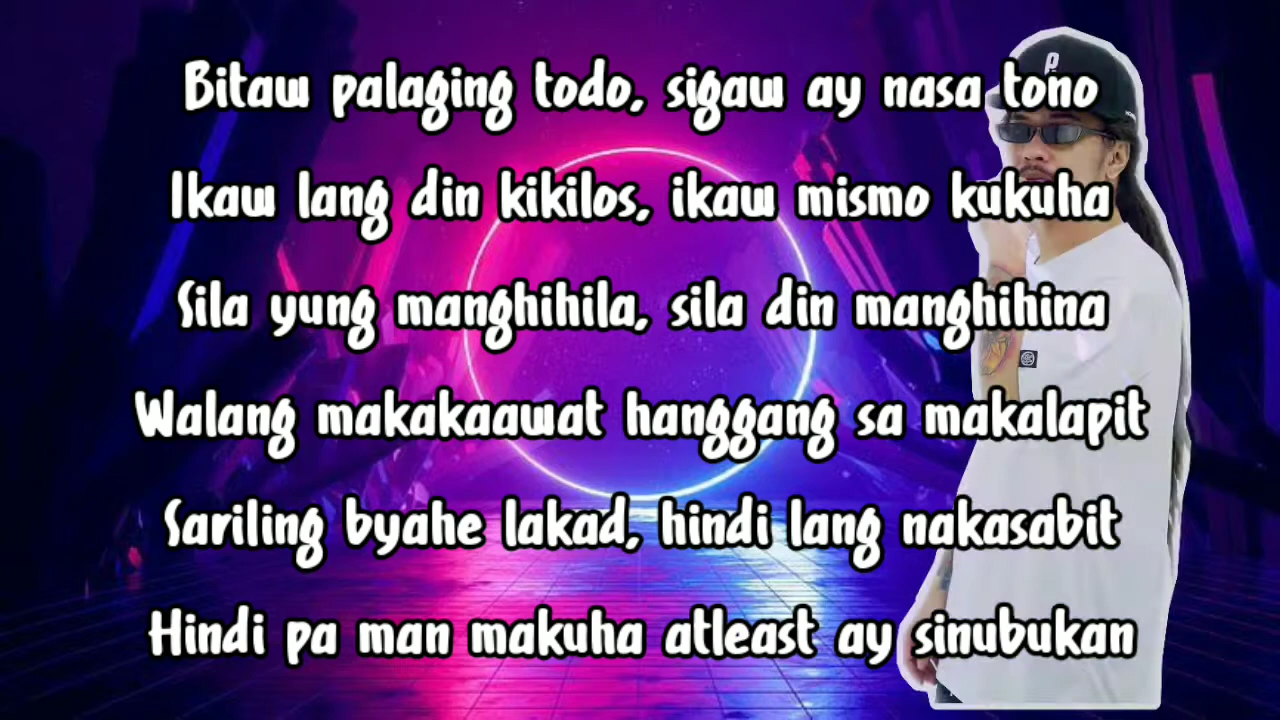 Bitaw palaging todo, sigaw ay nasa tono
Ikaw lang din kikilos, ikaw mismo kukuha
Sila yung manghihila, sila din manghihina
Walang makakaawat hanggang sa makalapit
Sariling byahe lakad, hindi lang nakasabit
Hindi pa man makuha atleast ay sinubukan